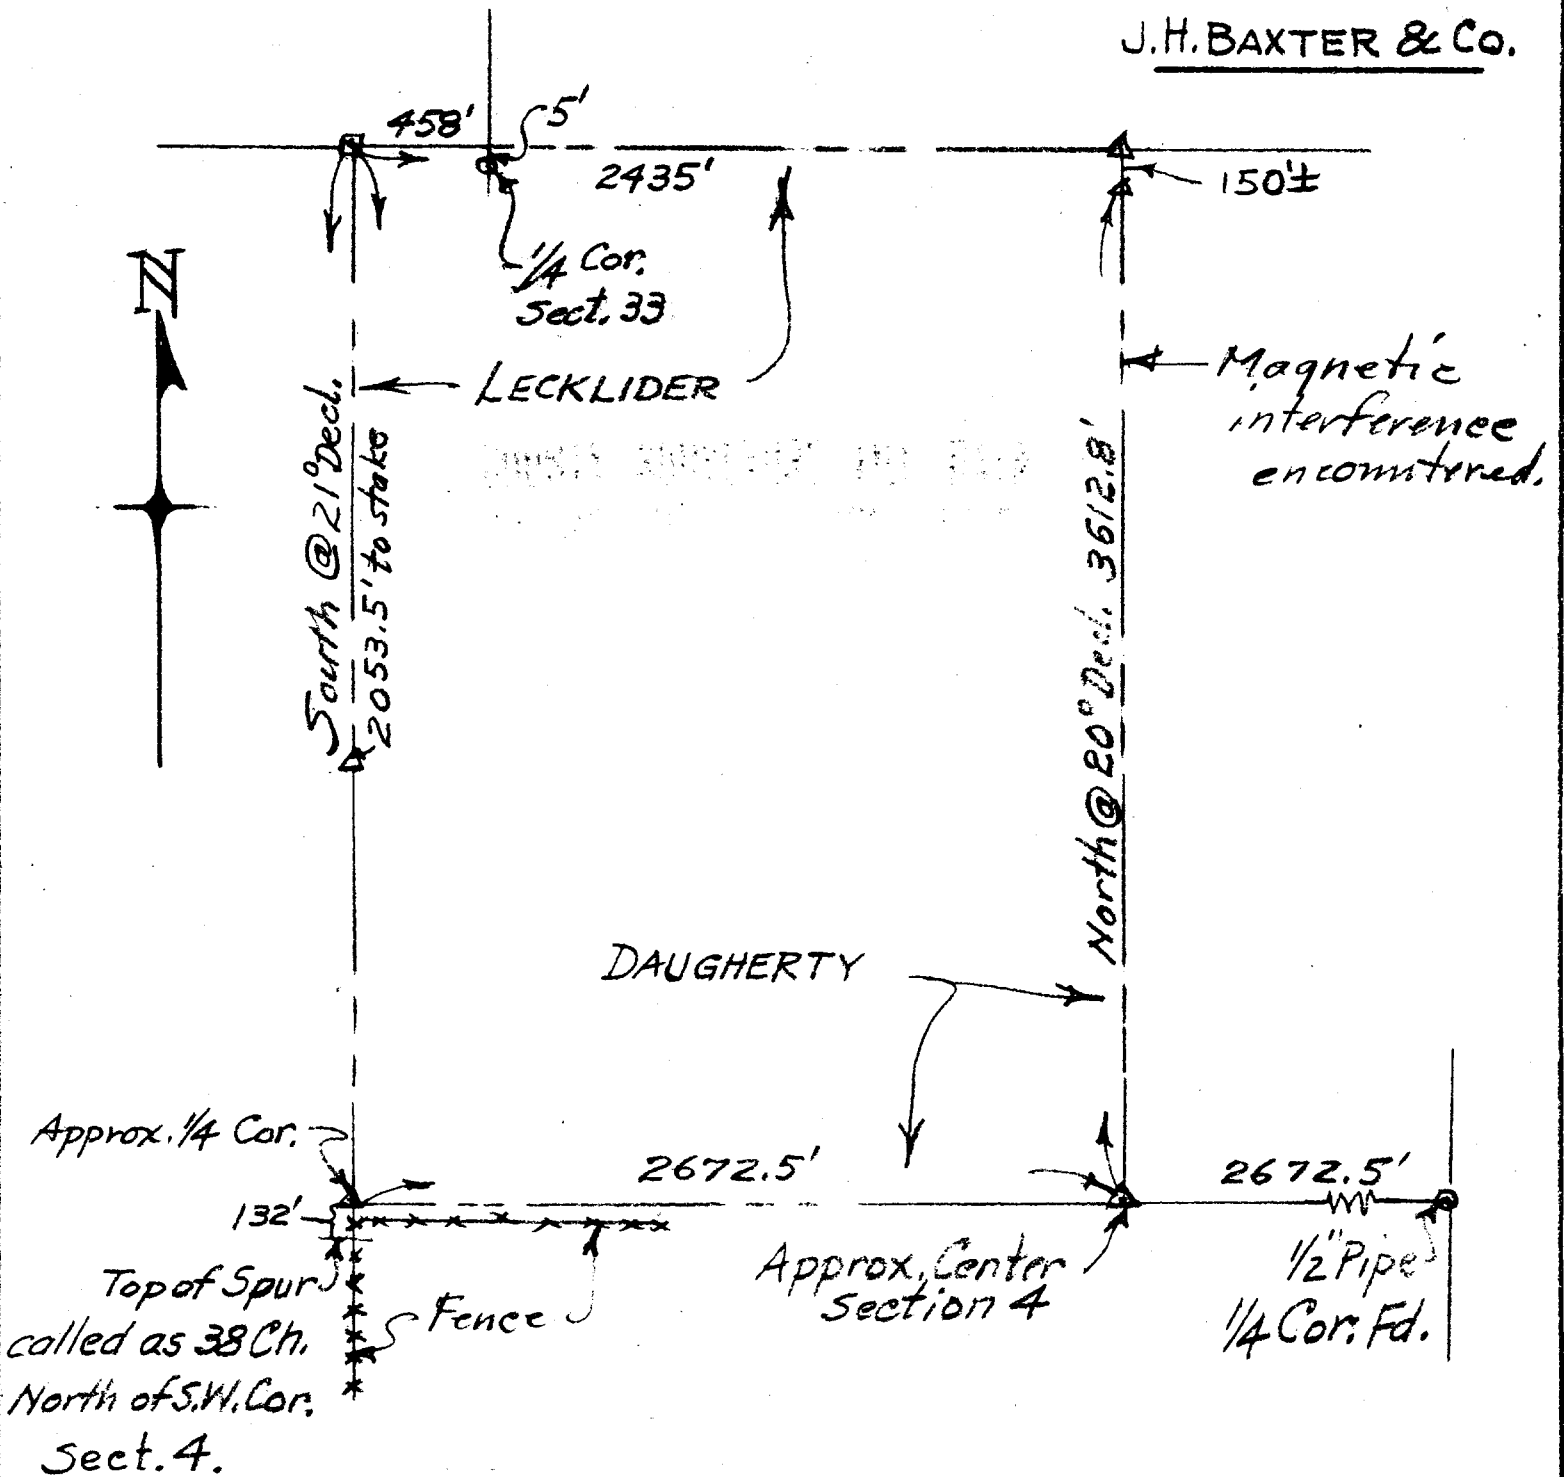 J.H. BAXTER & CO.
458'
5'
2435'
150'±
N
1/4 Cor.
Sect. 33
LECKLIDER
Magnetic
interference
encountered.
South @ 21° Decl.
2053.5' to stake
North @ 20° Decl. 3612.8'
DAUGHERTY
Approx. 1/4 Cor.
2672.5'
2672.5'
132'
Top of Spur
called as 38 Ch.
North of S.W. Cor.
Sect. 4.
Fence
Approx. Center
Section 4
1/2" Pipe
1/4 Cor. Fd.